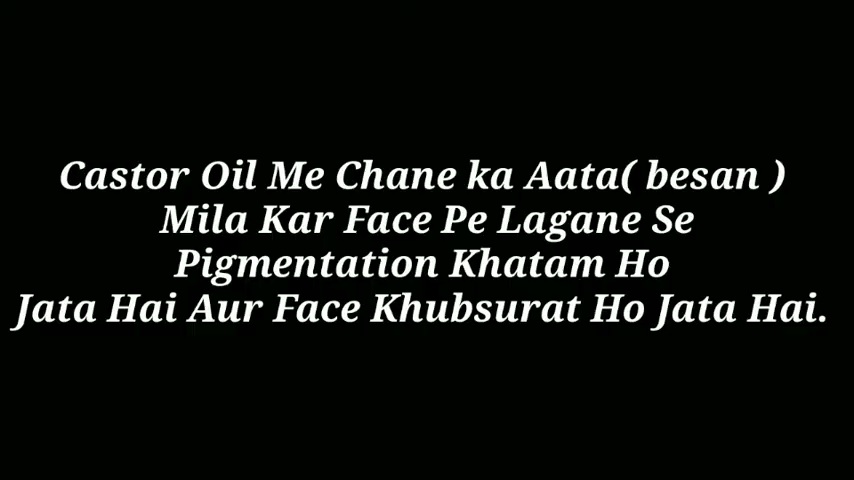 Castor Oil Me Chane ka Aata( besan )
Mila Kar Face Pe Lagane Se
Pigmentation Khatam Ho
Jata Hai Aur Face Khubsurat Ho Jata Hai.